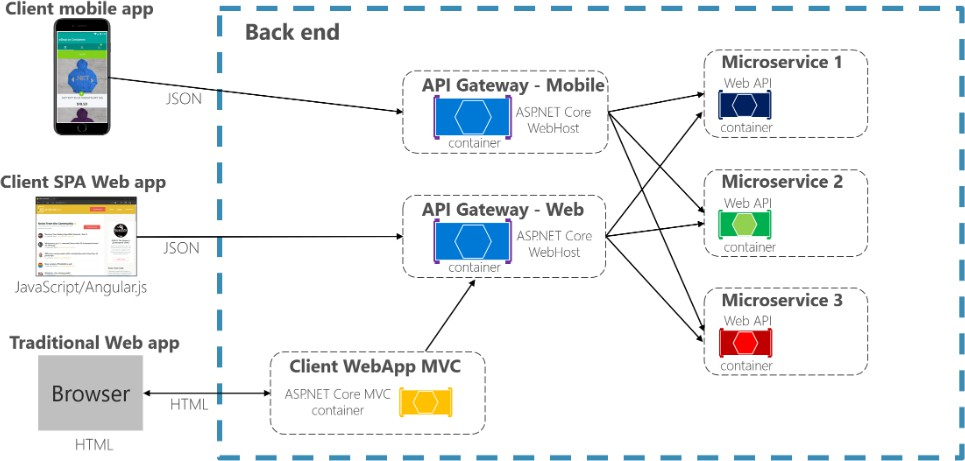 Client mobile app
JSON
Back end
API Gateway - Mobile
ASP.NET Core
WebHost
container
Microservice 1
Web API
container
Client SPA Web app
JSON
JavaScript/Angular.js
API Gateway - Web
ASP.NET Core
WebHost
container
Microservice 2
Web API
container
Microservice 3
Web API
container
Traditional Web app
Browser
HTML
HTML
Client WebApp MVC
ASP.NET Core MVC
container